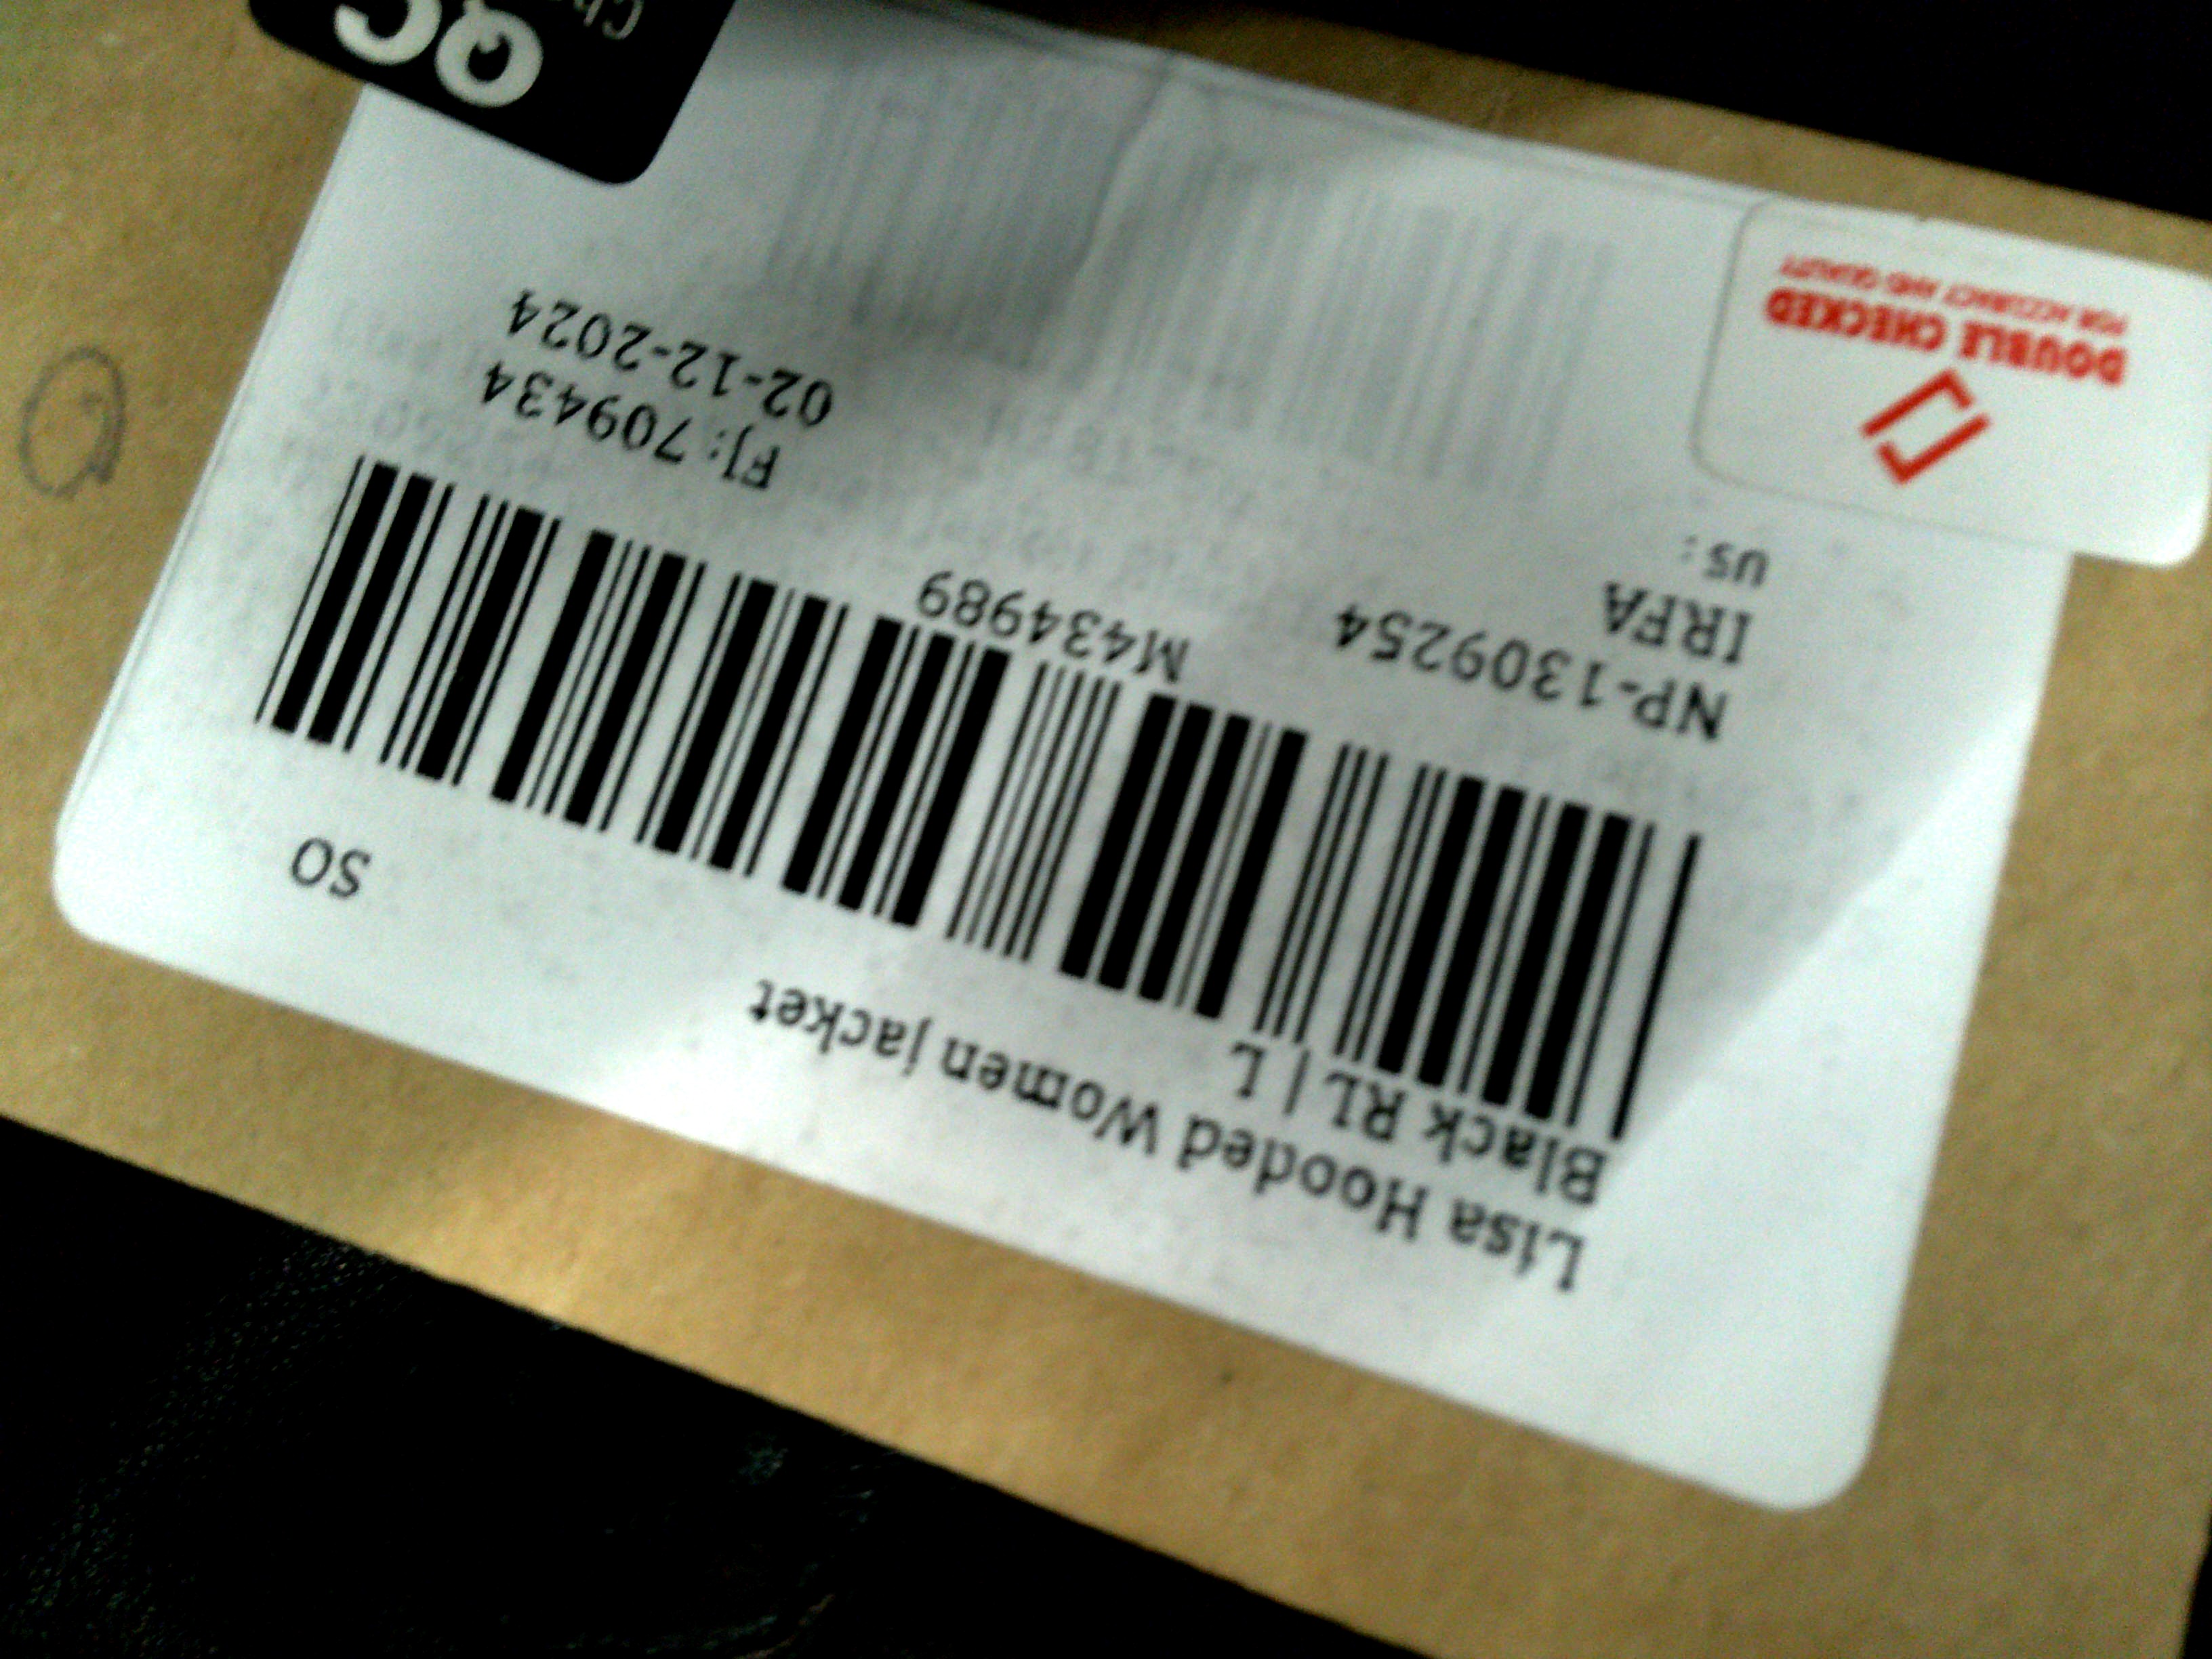 Lisa Hooded Women jacket
Black RL | L
SO
M434989
NP-1309254
IRFA
US:
FJ: 709434
02-12-2024
DOUBLE CHECKED
FOR ACCURACY AND QUALITY
QC